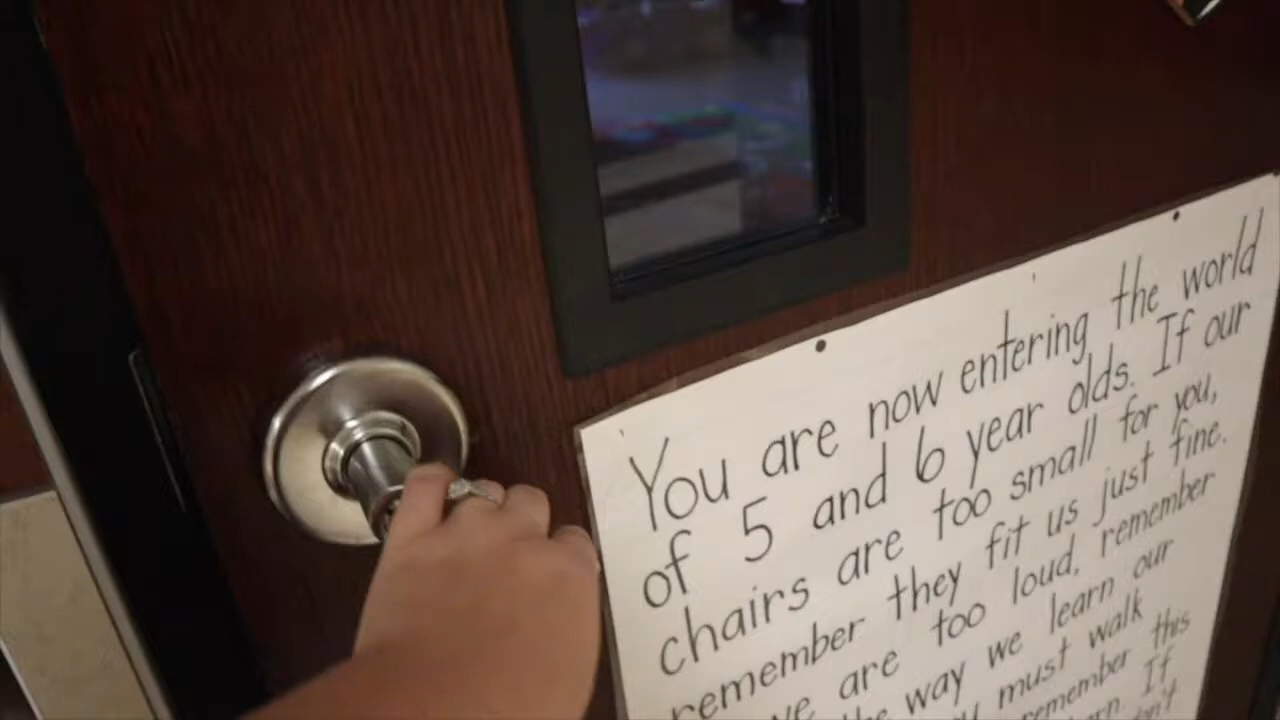 You are now entering the world
of 5 and 6 year olds. If our
chairs are too small for you,
remember they fit us just fine.
we are too loud, remember
the way we learn our
must walk
remember this
If